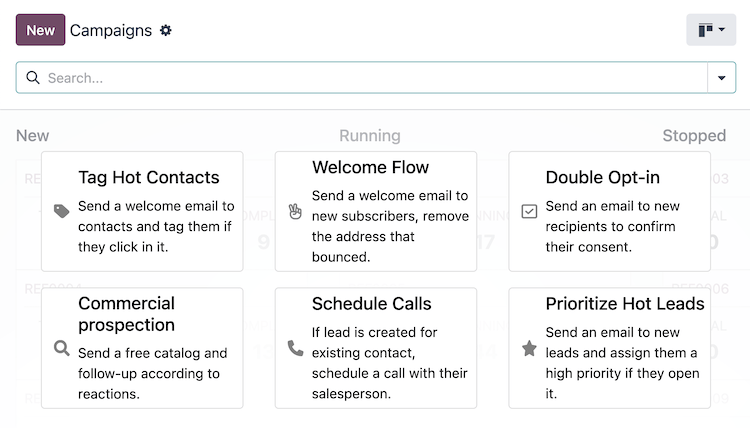 New Campaigns
Search...
New Running Stopped
Tag Hot Contacts
Send a welcome email to
contacts and tag them if
they click in it.
Welcome Flow
Send a welcome email to
new subscribers, remove
the address that
bounced.
Double Opt-in
Send an email to new
recipients to confirm
their consent.
Commercial
prospection
Send a free catalog and
follow-up according to
reactions.
Schedule Calls
If lead is created for
existing contact,
schedule a call with their
salesperson.
Prioritize Hot Leads
Send an email to new
leads and assign them a
high priority if they open
it.